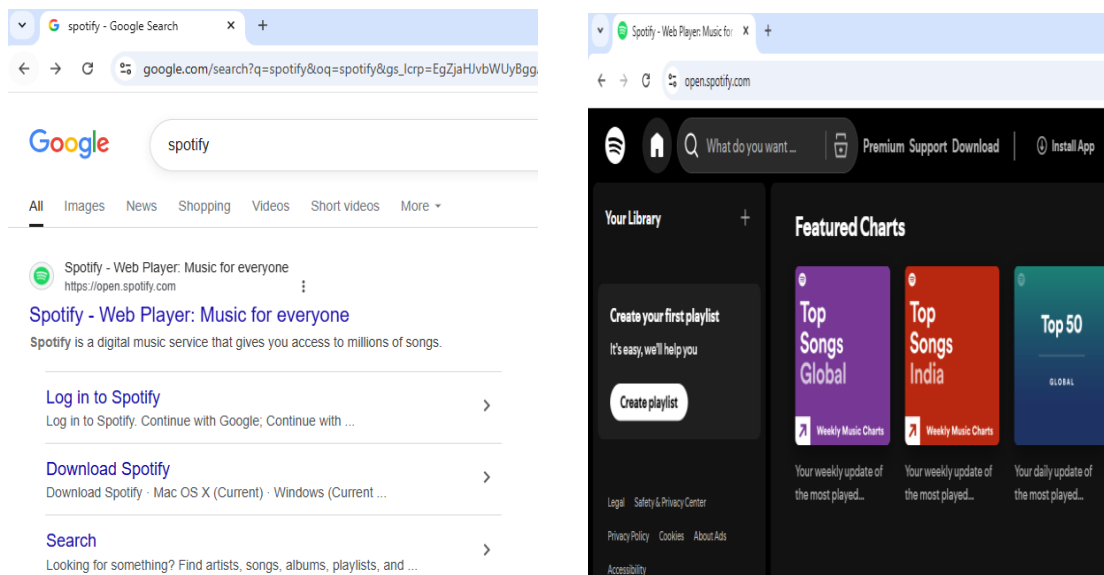 spotify - Google Search
google.com/search?q=spotify&oq=spotify&gs_lcrp=EgZjaHJvbWUyBgg
Google
spotify
All Images News Shopping Videos Short videos More
Spotify - Web Player: Music for everyone
https://open.spotify.com
Spotify - Web Player: Music for everyone
Spotify is a digital music service that gives you access to millions of songs.
Log in to Spotify
Log in to Spotify. Continue with Google; Continue with ...
Download Spotify
Download Spotify · Mac OS X (Current) · Windows (Current ...
Search
Looking for something? Find artists, songs, albums, playlists, and ...
Spotify - Web Player: Music for
open.spotify.com
What do you want ...
Premium Support Download
Install App
Your Library
Create your first playlist
It's easy, we'll help you
Create playlist
Legal Safety & Privacy Center
Privacy Policy Cookies About Ads
Accessibility
Featured Charts
Top
Songs
Global
Weekly Music Charts
Your weekly update of
the most played...
Top
Songs
India
Weekly Music Charts
Your weekly update of
the most played...
Top 50
GLOBAL
Your daily update of
the most played...